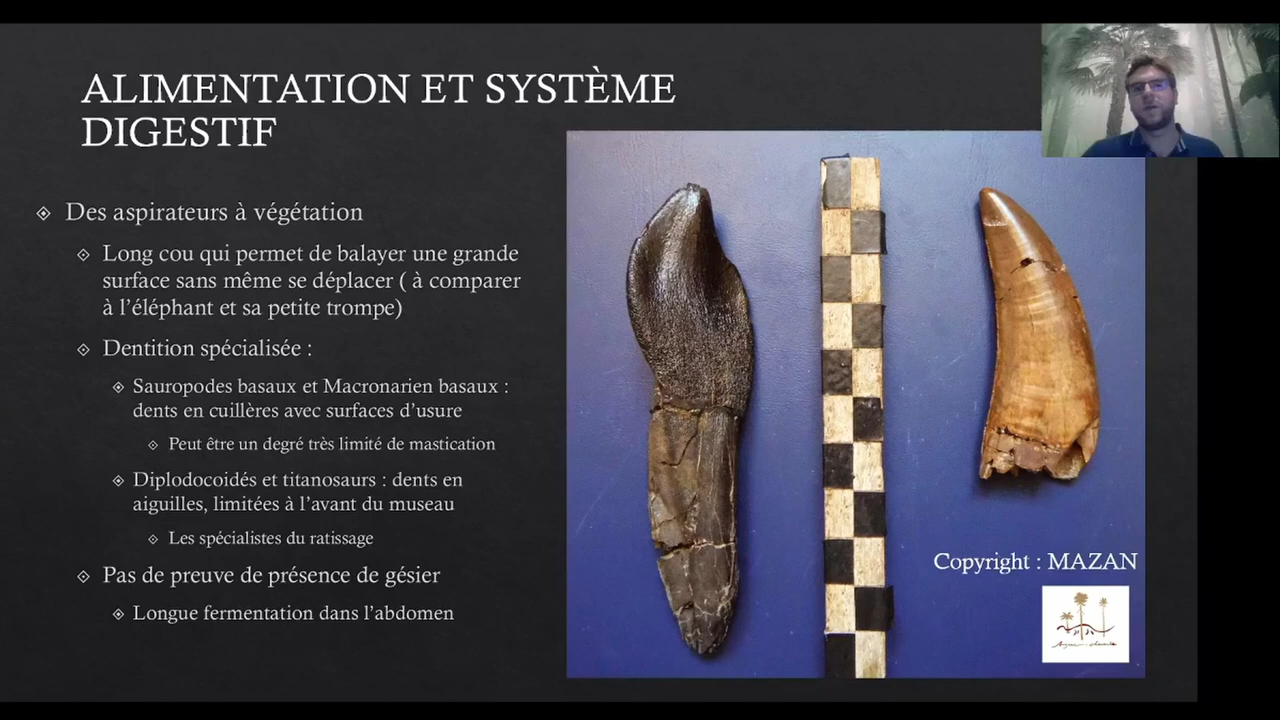 ALIMENTATION ET SYSTÈME
DIGESTIF
Des aspirateurs à végétation
Long cou qui permet de balayer une grande
surface sans même se déplacer ( à comparer
à l'éléphant et sa petite trompe)
Dentition spécialisée :
Sauropodes basaux et Macronarien basaux :
dents en cuillères avec surfaces d'usure
Peut être un degré très limité de mastication
Diplodocoidés et titanosaurs : dents en
aiguilles, limitées à l'avant du museau
Les spécialistes du ratissage
Pas de preuve de présence de gésier
Longue fermentation dans l'abdomen
Copyright : MAZAN